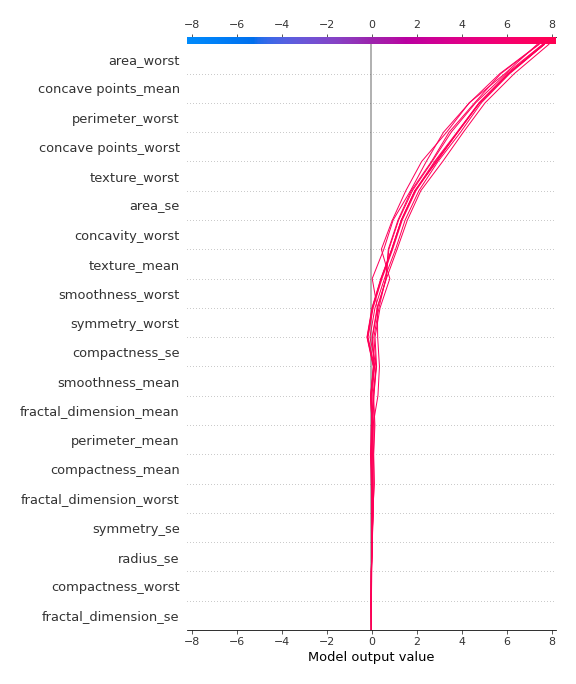 −8 −6 −4 −2 0 2 4 6 8
area_worst
concave points_mean
perimeter_worst
concave points_worst
texture_worst
area_se
concavity_worst
texture_mean
smoothness_worst
symmetry_worst
compactness_se
smoothness_mean
fractal_dimension_mean
perimeter_mean
compactness_mean
fractal_dimension_worst
symmetry_se
radius_se
compactness_worst
fractal_dimension_se
−8 −6 −4 −2 0 2 4 6 8
Model output value